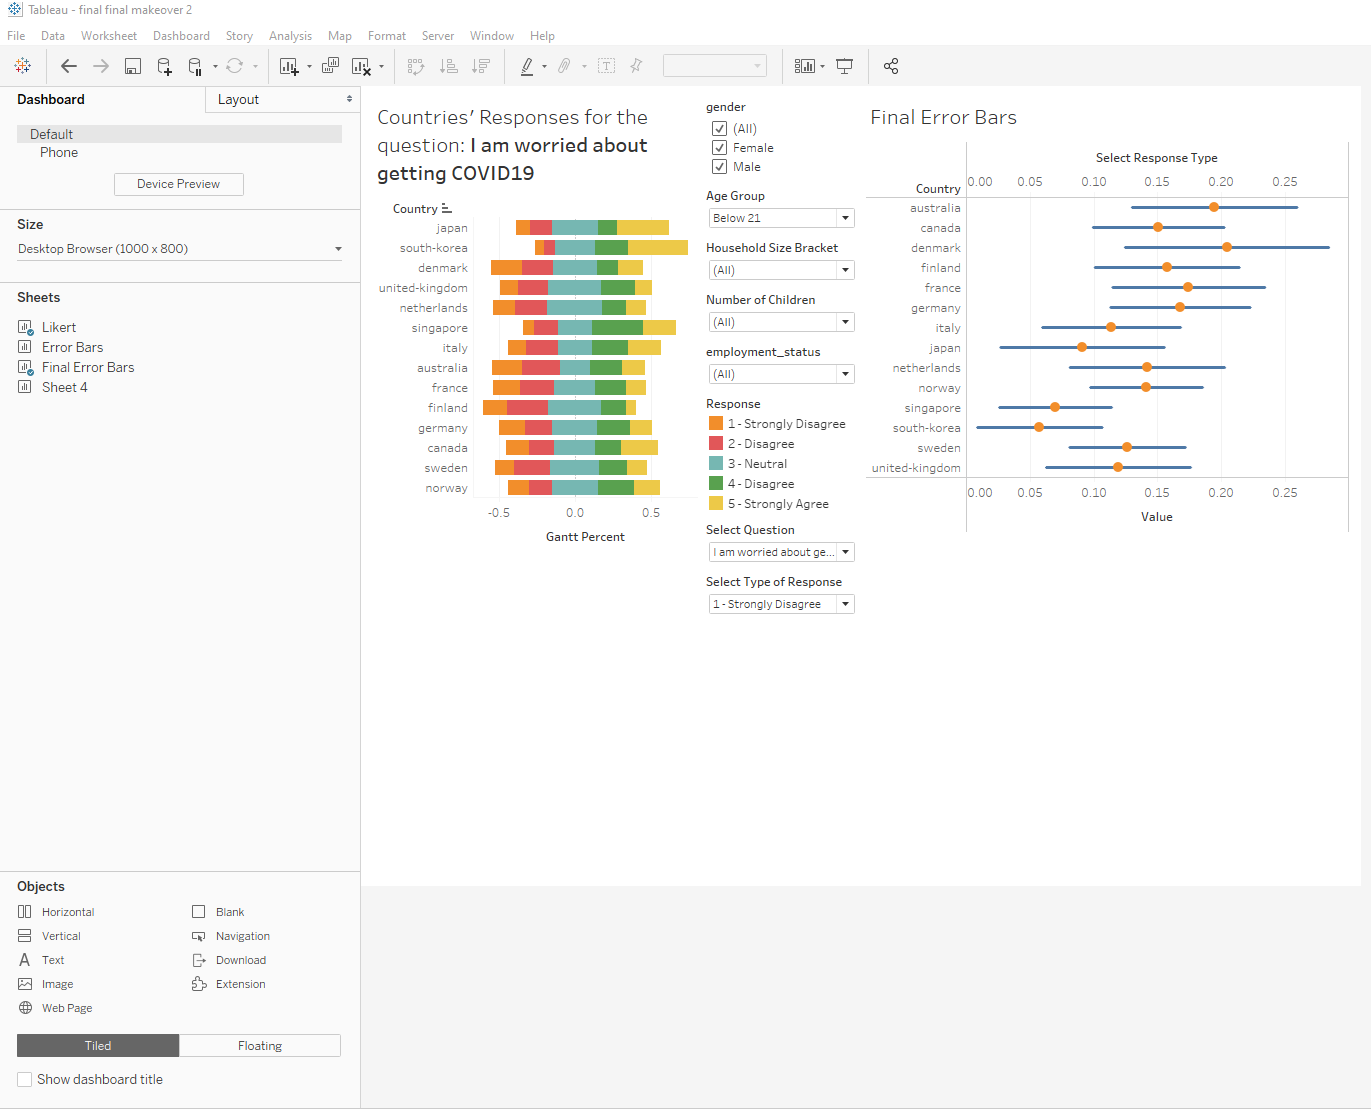 Tableau - final final makeover 2
File Data Worksheet Dashboard Story Analysis Map Format Server Window Help
Dashboard
Layout
Default
Phone
Device Preview
Size
Desktop Browser (1000 x 800)
Sheets
Likert
Error Bars
Final Error Bars
Sheet 4
Objects
Horizontal
Blank
Vertical
Navigation
Text
Download
Image
Extension
Web Page
Tiled
Floating
Show dashboard title
Countries’ Responses for the
question: I am worried about
getting COVID19
Country
japan
south-korea
denmark
united-kingdom
netherlands
singapore
italy
australia
france
finland
germany
canada
sweden
norway
-0.5 0.0 0.5
Gantt Percent
gender
(All)
Female
Male
Age Group
Below 21
Household Size Bracket
(All)
Number of Children
(All)
employment_status
(All)
Response
1 - Strongly Disagree
2 - Disagree
3 - Neutral
4 - Disagree
5 - Strongly Agree
Select Question
I am worried about ge...
Select Type of Response
1 - Strongly Disagree
Final Error Bars
Select Response Type
0.00 0.05 0.10 0.15 0.20 0.25
Country
australia
canada
denmark
finland
france
germany
italy
japan
netherlands
norway
singapore
south-korea
sweden
united-kingdom
0.00 0.05 0.10 0.15 0.20 0.25
Value